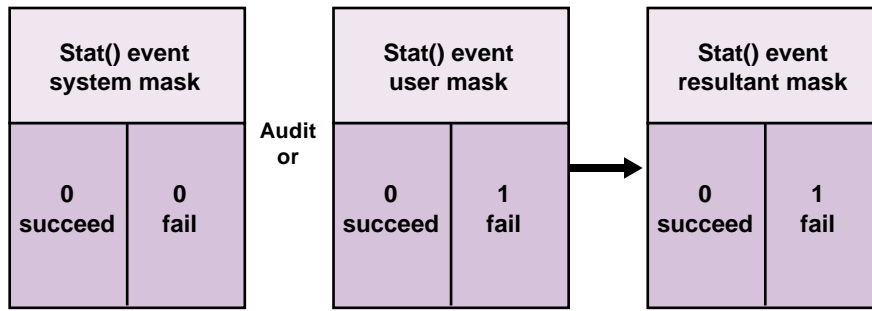 Stat() event
system mask
0
succeed
0
fail
Audit
or
Stat() event
user mask
0
succeed
1
fail
Stat() event
resultant mask
0
succeed
1
fail